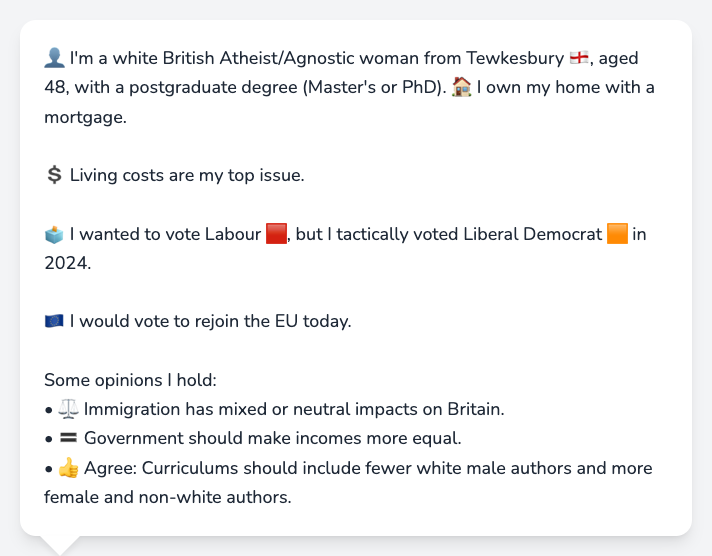 👤 I'm a white British Atheist/Agnostic woman from Tewkesbury 🏴󠁧󠁢󠁥󠁮󠁧󠁿, aged
48, with a postgraduate degree (Master's or PhD). 🏠 I own my home with a
mortgage.
💲 Living costs are my top issue.
🗳️ I wanted to vote Labour 🟥, but I tactically voted Liberal Democrat 🟧 in
2024.
🇪🇺 I would vote to rejoin the EU today.
Some opinions I hold:
• ⚖️ Immigration has mixed or neutral impacts on Britain.
• 🟰 Government should make incomes more equal.
• 👍 Agree: Curriculums should include fewer white male authors and more
female and non-white authors.